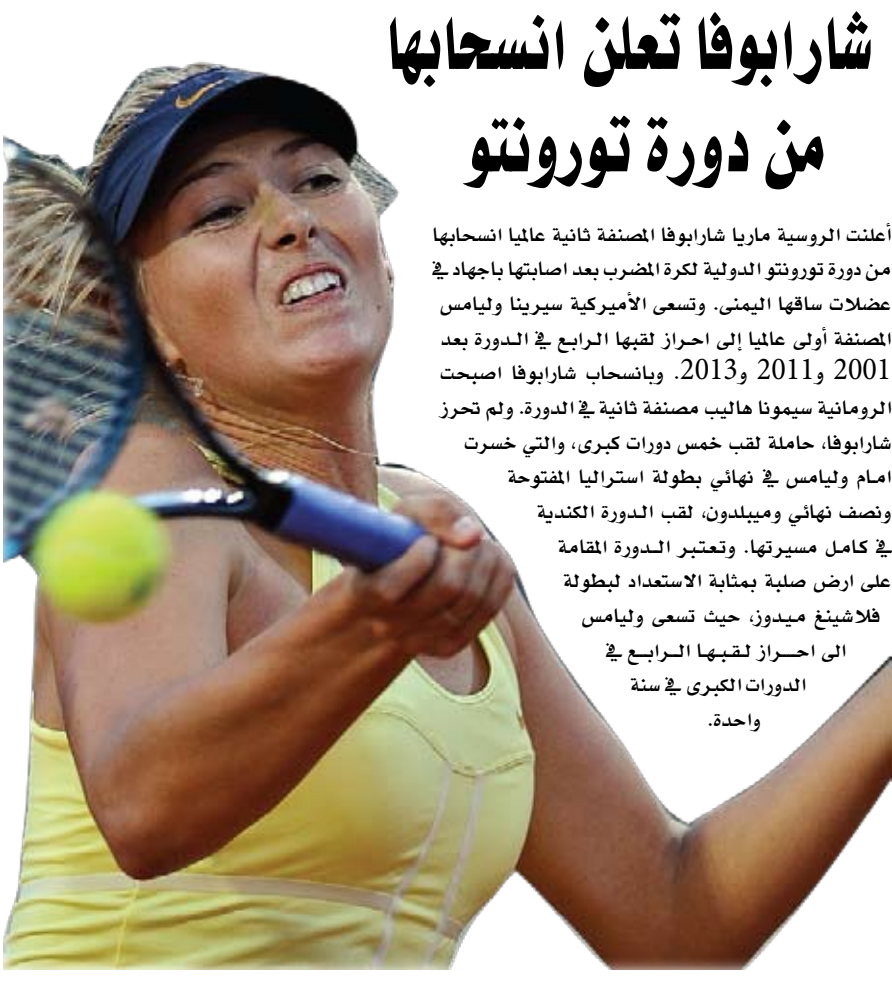 شارابوفا تعلن انسحابها
من دورة تورونتو
أعلنت الروسية ماريا شارابوفا المصنفة ثانية عالميا انسحابها
من دورة تورونتو الدولية لكرة المضرب بعد اصابتها باجهاد في
عضلات ساقها اليمنى. وتسعى الأميركية سيرينا وليامس
المصنفة أولى عالميا إلى احراز لقبها الرابع في الدورة بعد
2001 و2011 و2013. وبانسحاب شارابوفا اصبحت
الرومانية سيمونا هاليب مصنفة ثانية في الدورة. ولم تحرز
شارابوفا، حاملة لقب خمس دورات كبرى، والتي خسرت
امام وليامس في نهائي بطولة استراليا المفتوحة
ونصف نهائي وميبلدون، لقب الدورة الكندية
في كامل مسيرتها. وتعتبر الدورة المقامة
على ارض صلبة بمثابة الاستعداد لبطولة
فلاشينغ ميدوز، حيث تسعى وليامس
الى احراز لقبها الرابع في
الدورات الكبرى في سنة
واحدة.